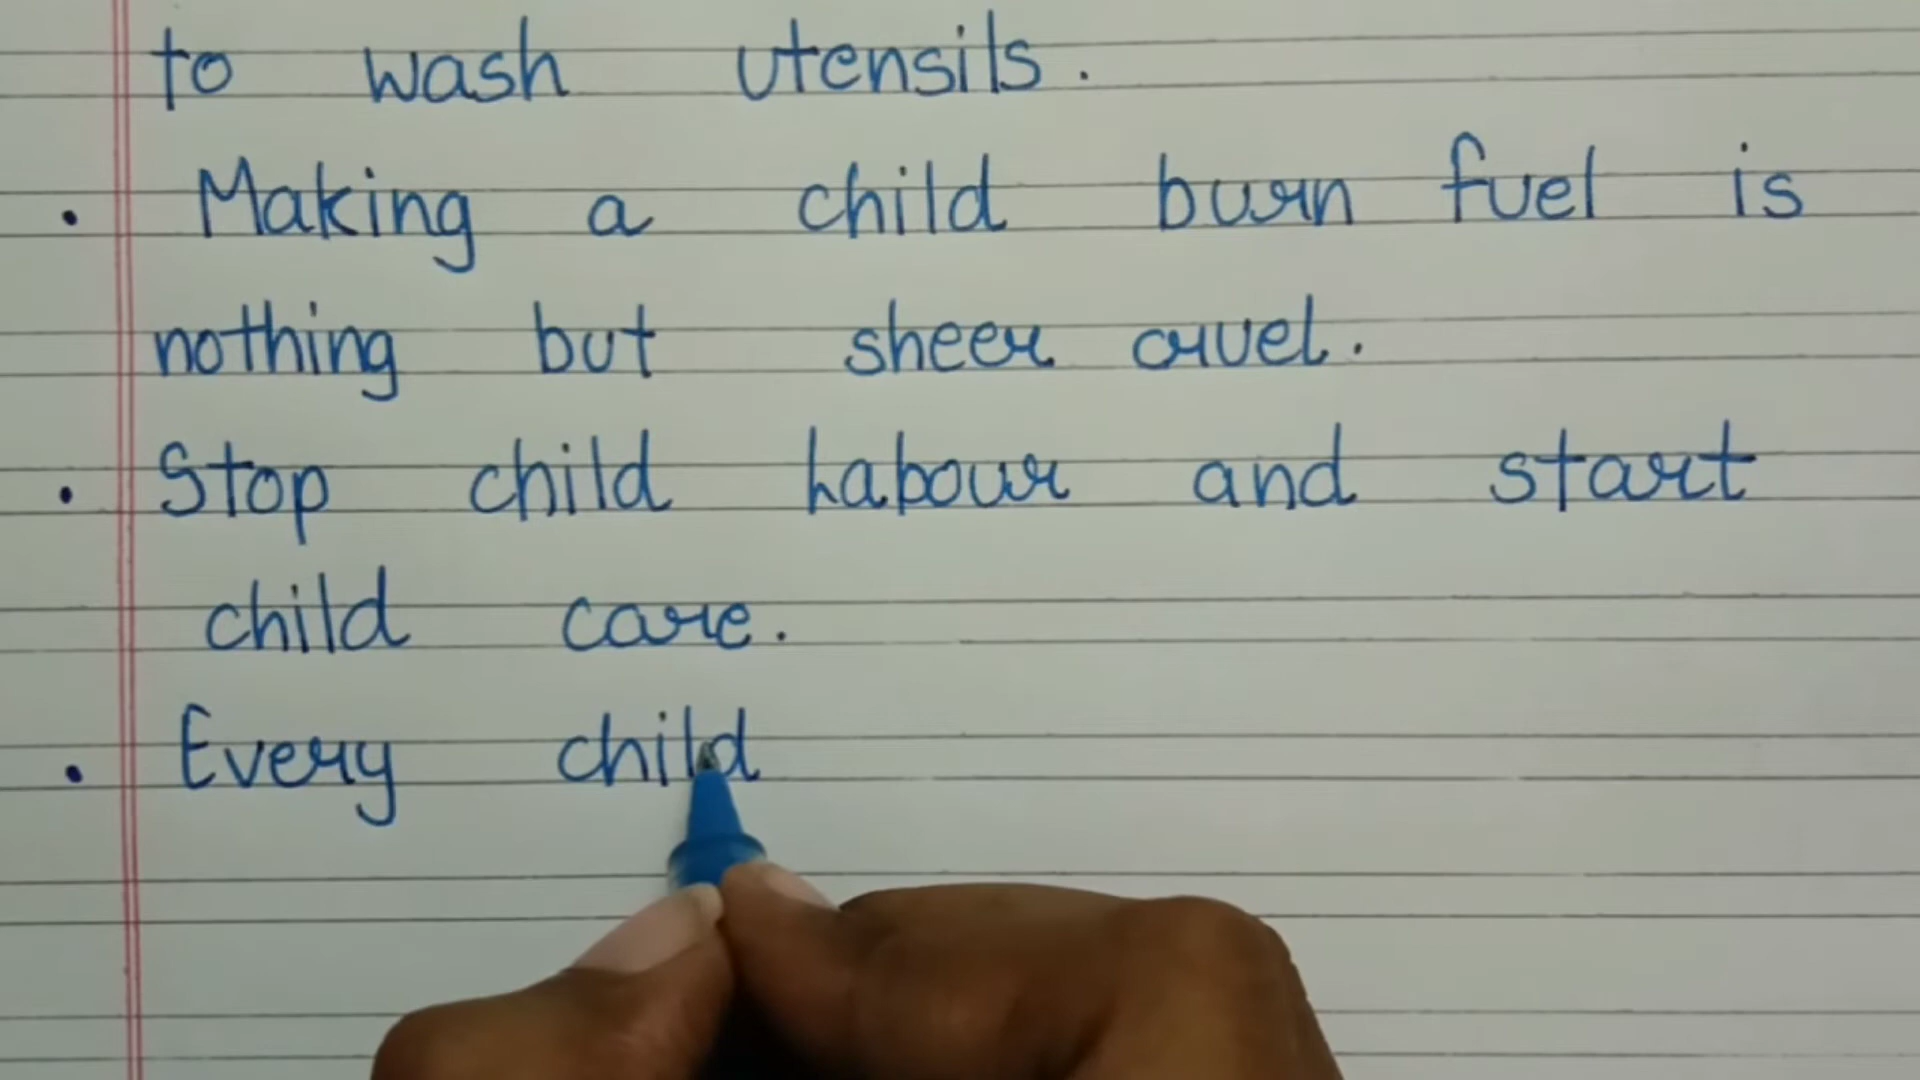 to wash utensils.
• Making a child burn fuel is
nothing but sheer cruel.
• Stop child labour and start
child care.
• Every child